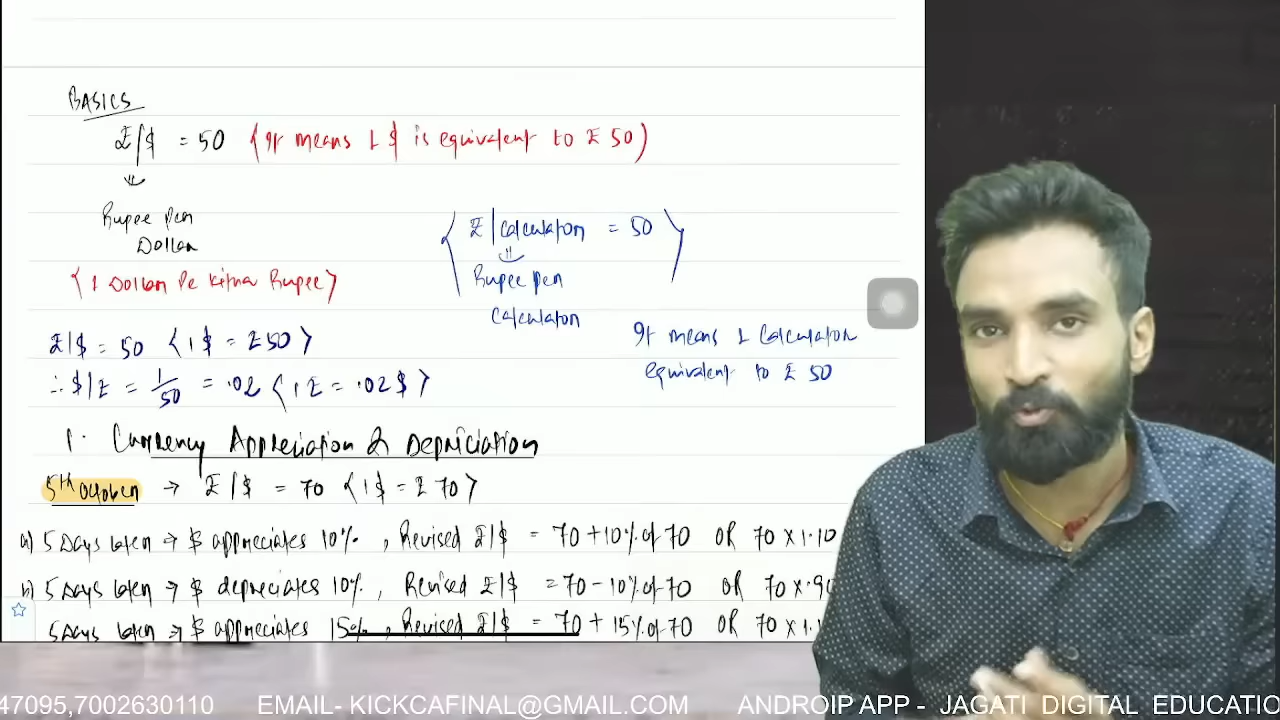 BASICS
₹/$ = 50 (It means 1 $ is equivalent to ₹ 50)
Rupee per
Dollar
{1 Dollar Pe Kitna Rupee}
₹/Calculator = 50
Rupee per
Calculator
It means 1 Calculator
equivalent to ₹ 50
₹/$ = 50 {1$ = ₹50}
∴ $/₹ = 1/50 = .02 {1₹ = .02$}
1. Currency Appreciation & Depriciation
5th October → ₹/$ = 70 {1$ = ₹70}
a) 5 Days later → $ appreciates 10%, Revised ₹/$ = 70 + 10% of 70 OR 70 x 1.10
b) 5 Days later → $ depreciates 10%, Revised ₹/$ = 70 - 10% of 70 OR 70 x .90
5 Days later → $ appreciates 15%, Revised ₹/$ = 70 + 15% of 70 OR 70 x 1.1
47095,7002630110 EMAIL- KICKCAFINAL@GMAIL.COM ANDROIP APP - JAGATI DIGITAL EDUCATIO